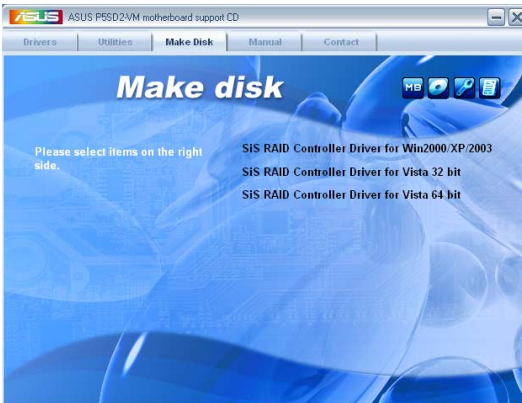 ASUS ASUS P5SD2-VM motherboard support CD
Drivers Utilities Make Disk Manual Contact
Make disk
MB
Please select items on the right
side.
SiS RAID Controller Driver for Win2000/XP/2003
SiS RAID Controller Driver for Vista 32 bit
SiS RAID Controller Driver for Vista 64 bit